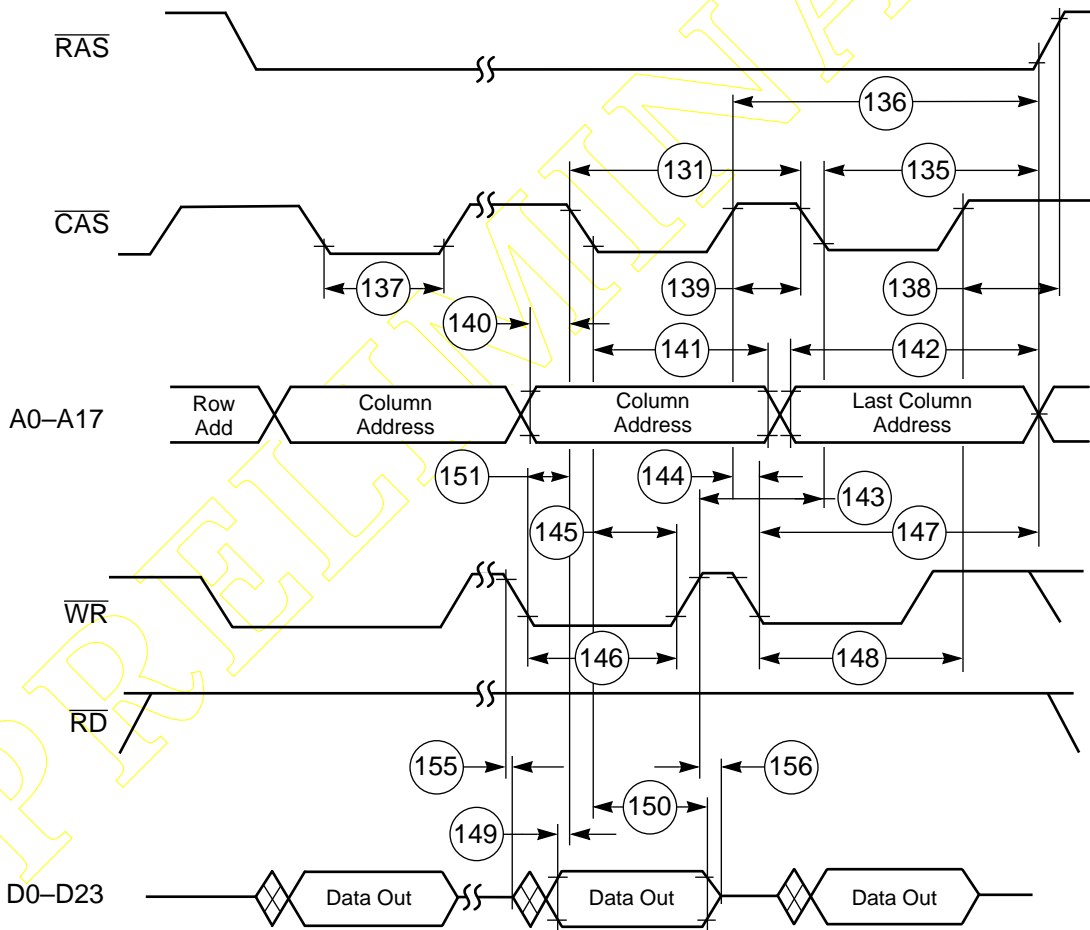 RAS
136
131
135
CAS
137
139
138
140
141
142
A0–A17
Row
Add
Column
Address
Column
Address
Last Column
Address
151
144
143
145
147
WR
146
148
RD
155
156
150
149
D0–D23
Data Out
Data Out
Data Out